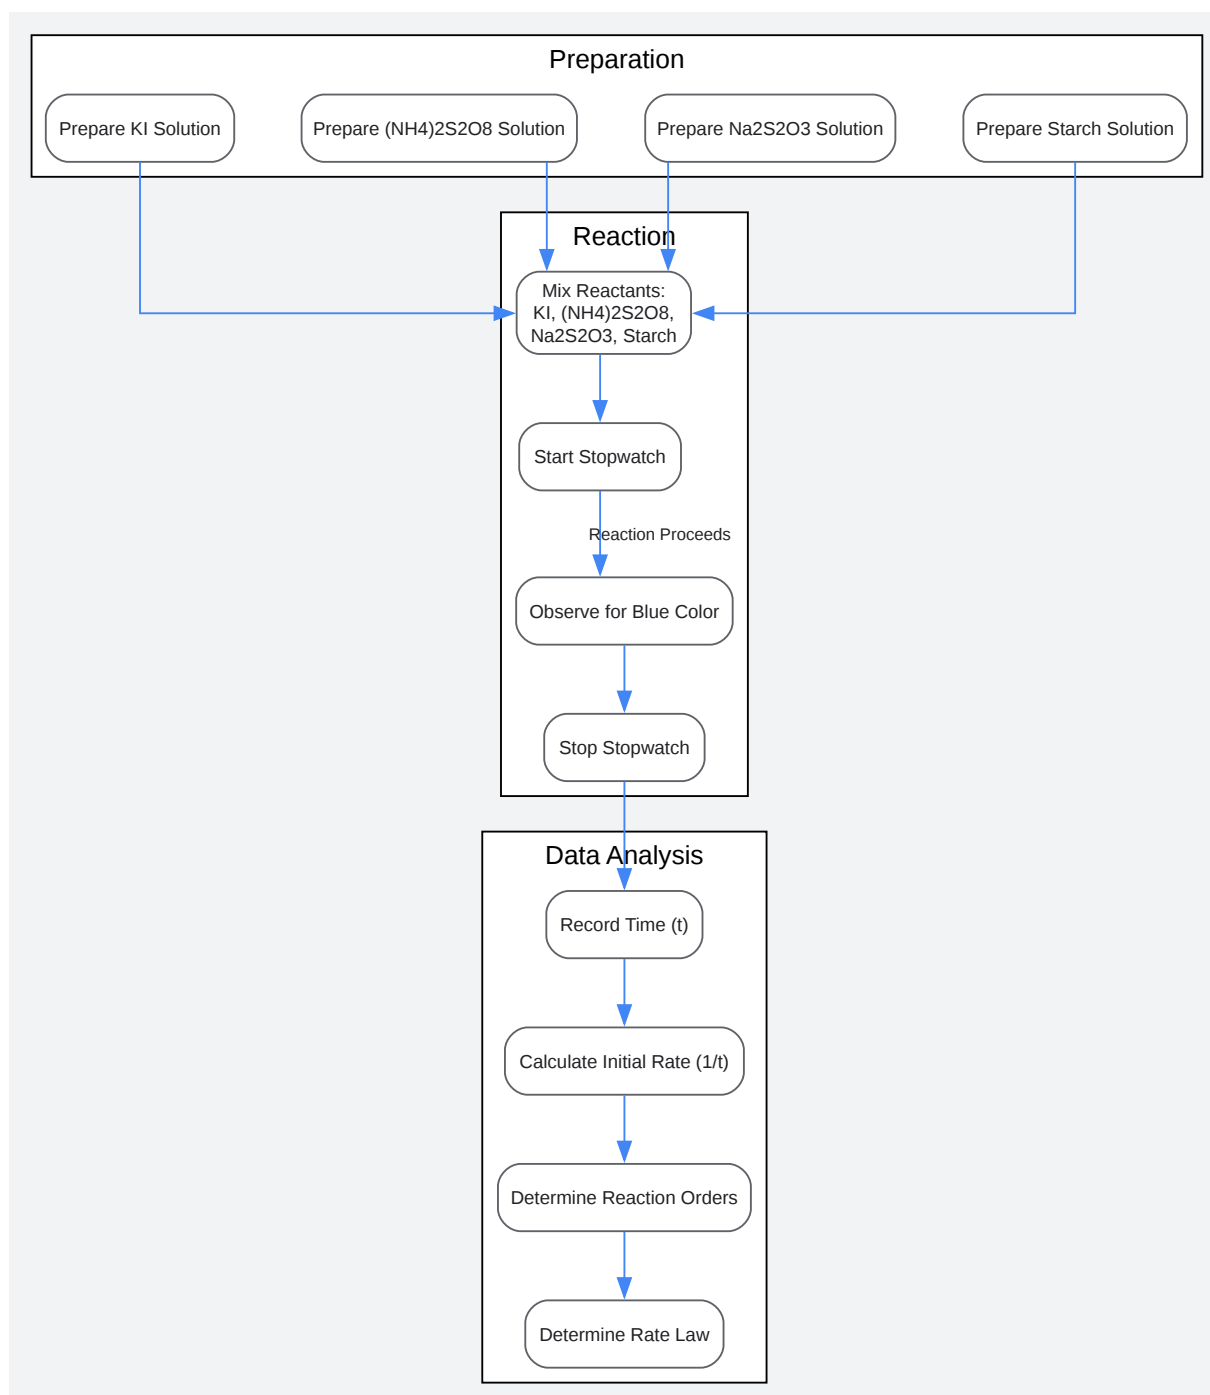 Preparation
Prepare KI Solution
Prepare (NH4)2S2O8 Solution
Prepare Na2S2O3 Solution
Prepare Starch Solution
Reaction
Mix Reactants:
KI, (NH4)2S2O8,
Na2S2O3, Starch
Start Stopwatch
Reaction Proceeds
Observe for Blue Color
Stop Stopwatch
Data Analysis
Record Time (t)
Calculate Initial Rate (1/t)
Determine Reaction Orders
Determine Rate Law